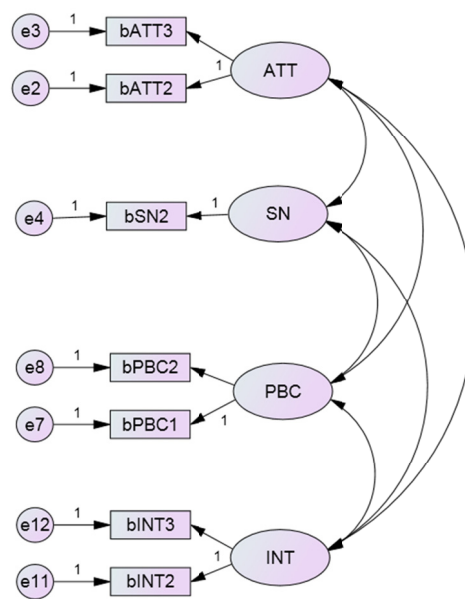 e3 1 bATT3
ATT
e2 1 bATT2 1
e4 1 bSN2 1 SN
e8 1 bPBC2
PBC
e7 1 bPBC1 1
e12 1 bINT3
INT
e11 1 bINT2 1